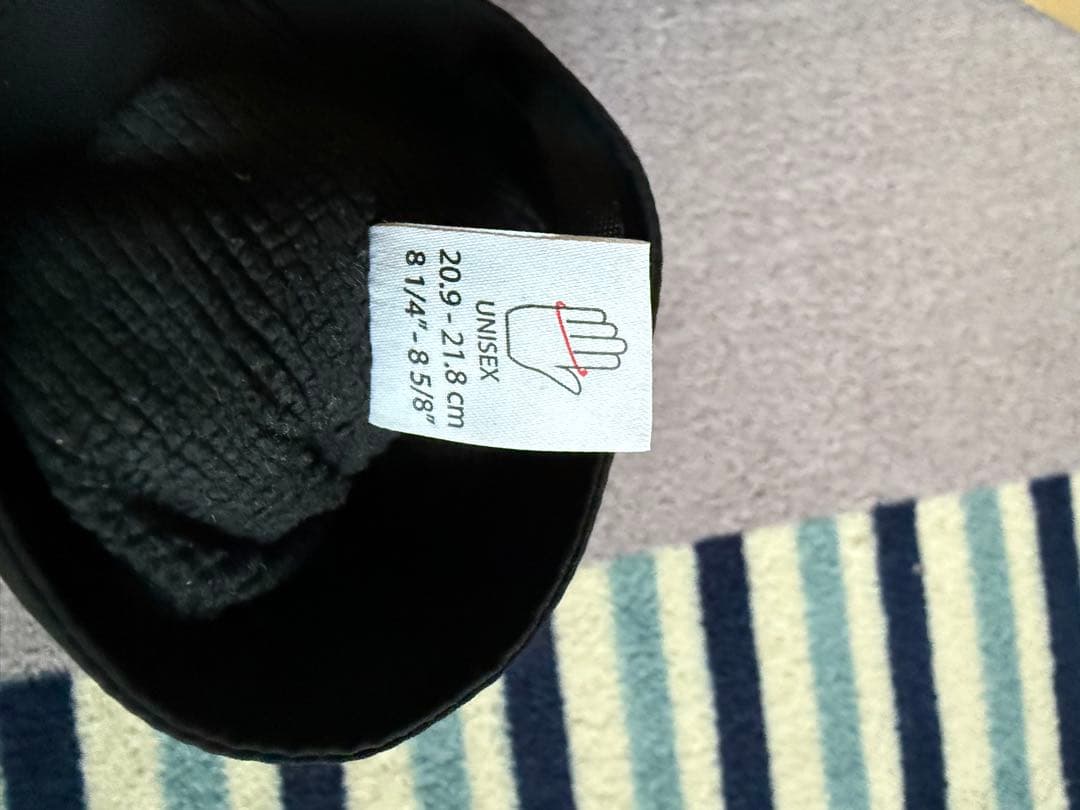 UNISEX
20.9 - 21.8 cm
8 1/4" - 8 5/8"